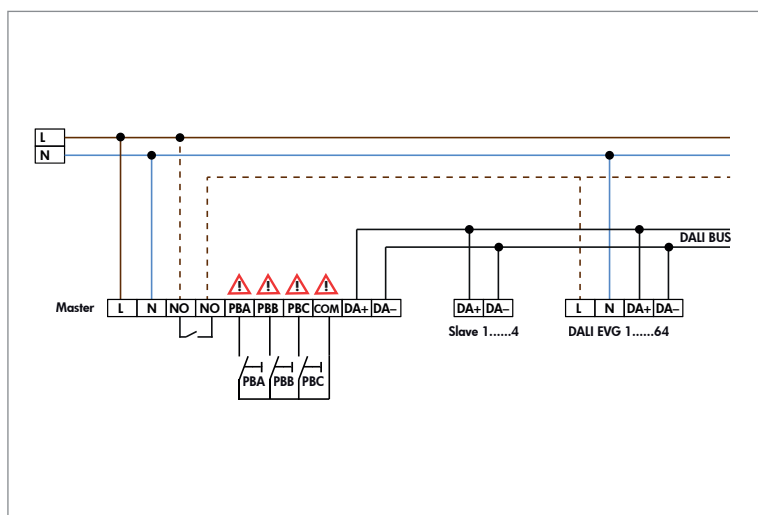 L
N
DALI BUS
! ! ! !
Master L N NO NO PBA PBB PBC COM DA+ DA– DA+ DA– L N DA+ DA–
Slave 1......4 DALI EVG 1......64
PBA PBB PBC